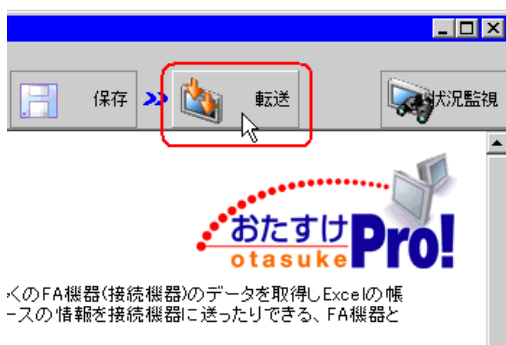 保存
転送
状況監視
おたすけPro!
otasuke
くのFA機器(接続機器)のデータを取得しExcelの帳
ースの情報を接続機器に送ったりできる、FA機器と